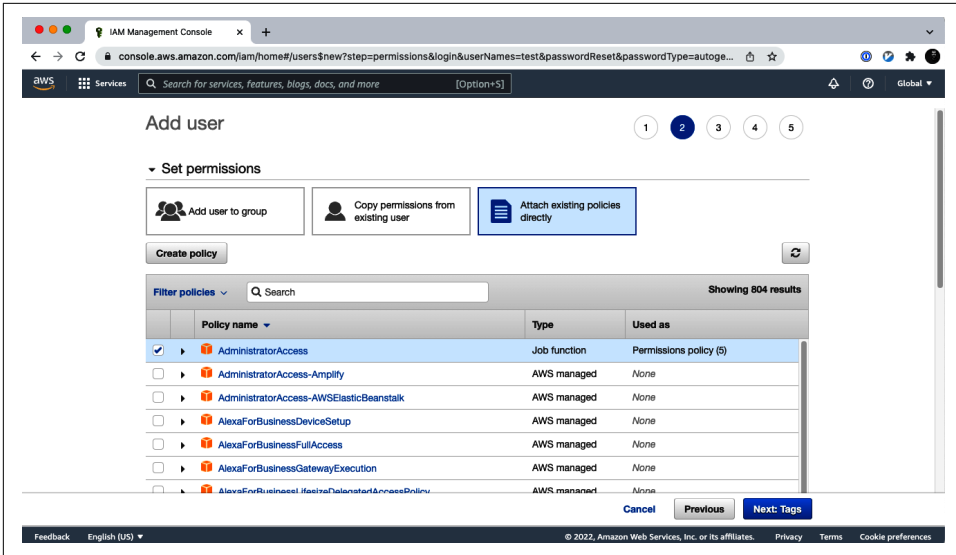 IAM Management Console
console.aws.amazon.com/iam/home#/users$new?step=permissions&login&userNames=test&passwordReset&passwordType=autoge...
aws Services Search for services, features, blogs, docs, and more [Option+S] Global
Add user 1 2 3 4 5
Set permissions
Add user to group
Copy permissions from
existing user
Attach existing policies
directly
Create policy
Filter policies Search Showing 804 results
Policy name Type Used as
AdministratorAccess Job function Permissions policy (5)
AdministratorAccess-Amplify AWS managed None
AdministratorAccess-AWSElasticBeanstalk AWS managed None
AlexaForBusinessDeviceSetup AWS managed None
AlexaForBusinessFullAccess AWS managed None
AlexaForBusinessGatewayExecution AWS managed None
AlexaForBusinessLifesizeDelegatedAccessPolicy AWS managed None
Cancel Previous Next: Tags
Feedback English (US) © 2022, Amazon Web Services, Inc. or its affiliates. Privacy Terms Cookie preferences